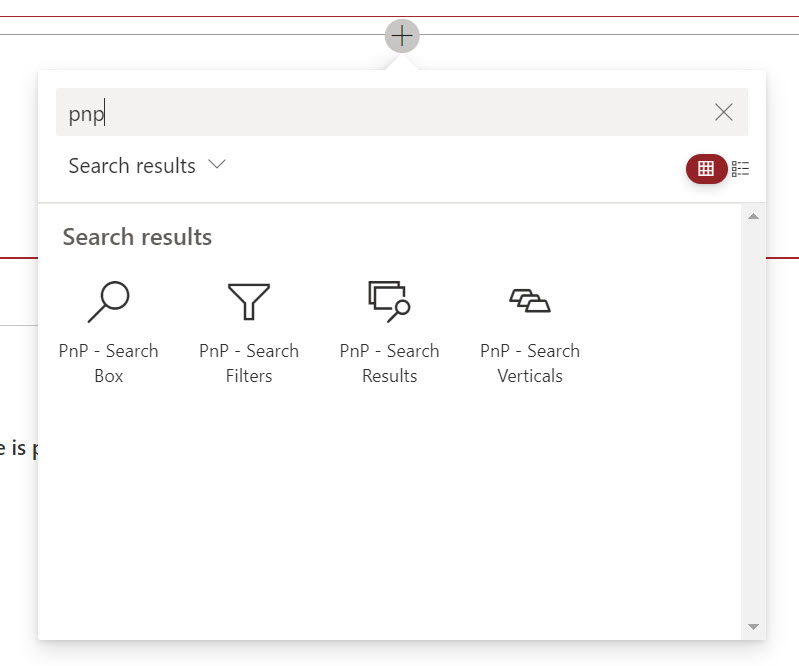 pnp
Search results
Search results
PnP - Search
Box
PnP - Search
Filters
PnP - Search
Results
PnP - Search
Verticals
e is p